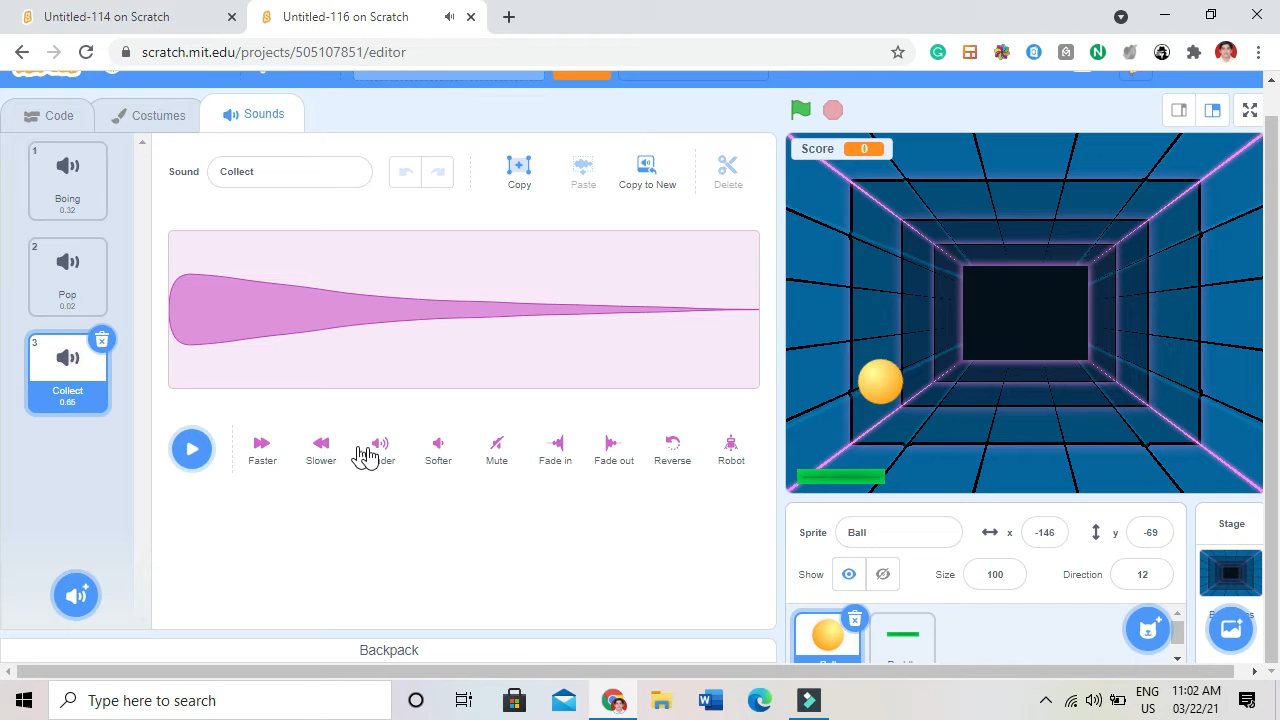 Untitled-114 on Scratch
Untitled-116 on Scratch
scratch.mit.edu/projects/505107851/editor
Code
Costumes
Sounds
1
Boing
0.32
2
Pop
0.02
3
Collect
0.65
Sound
Collect
Copy
Paste
Copy to New
Delete
Faster
Slower
Softer
Mute
Fade in
Fade out
Reverse
Robot
Score 0
Sprite
Ball
x
-146
y
-69
Show
Size
100
Direction
12
Stage
Backpack
Type here to search
ENG
US
11:02 AM
03/22/21